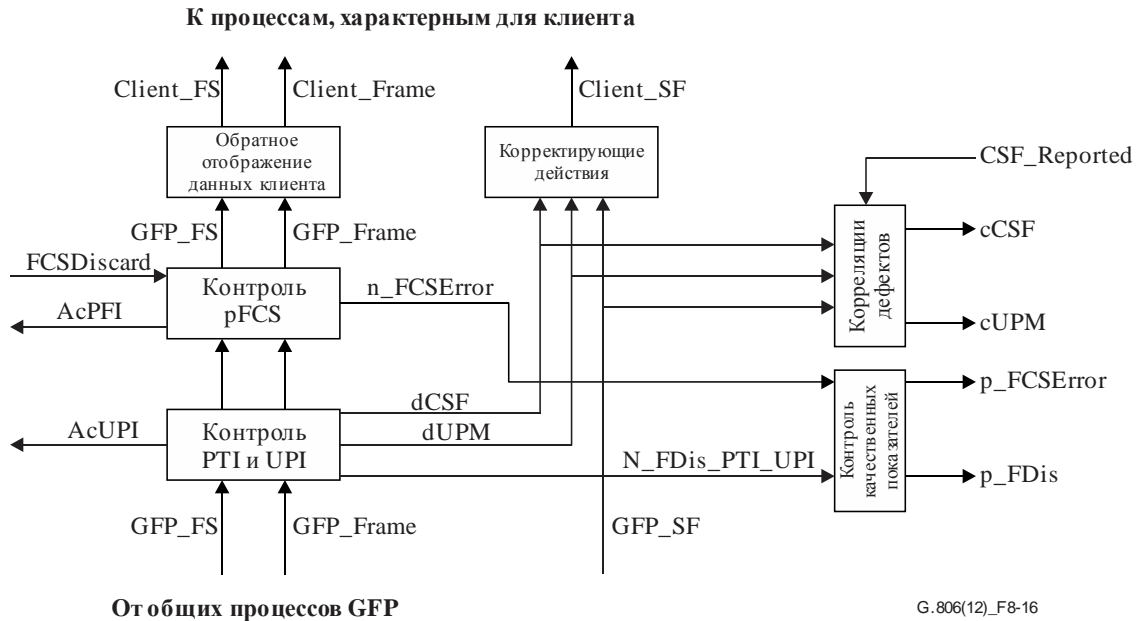 К процессам, характерным для клиента
Client_FS
Client_Frame
Client_SF
Обратное
отображение
данных клиента
Корректирующие
действия
CSF_Reported
GFP_FS
GFP_Frame
cCSF
FCSDiscard
Контроль
pFCS
n_FCSError
Корреляции
дефектов
AcPFI
cUPM
p_FCSError
dCSF
AcUPI
Контроль
PTI и UPI
dUPM
Контроль
качественных
показателей
N_FDis_PTI_UPI
p_FDis
GFP_FS
GFP_Frame
GFP_SF
От общих процессов GFP
G.806(12)_F8-16